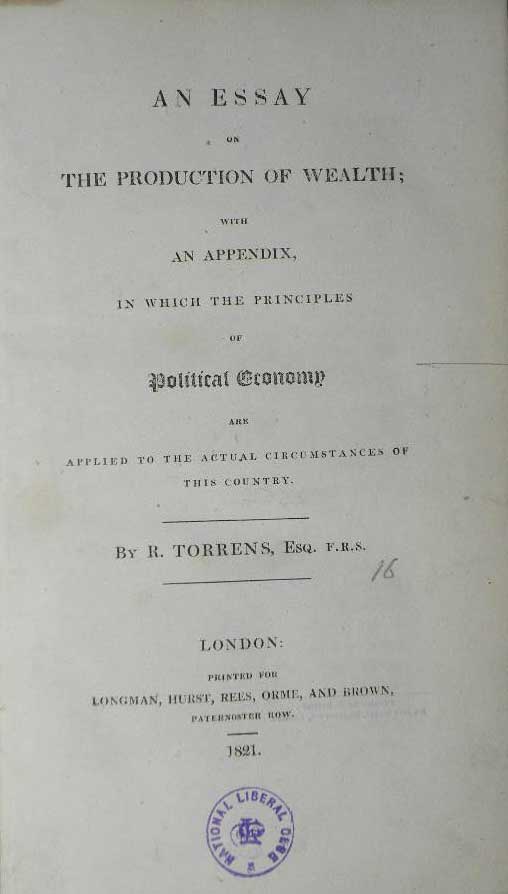 AN ESSAY
ON
THE PRODUCTION OF WEALTH;
WITH
AN APPENDIX,
IN WHICH THE PRINCIPLES
OF
Political Economy
ARE
APPLIED TO THE ACTUAL CIRCUMSTANCES OF
THIS COUNTRY.
BY R. TORRENS, ESQ. F.R.S.
16
LONDON:
PRINTED FOR
LONGMAN, HURST, REES, ORME, AND BROWN,
PATERNOSTER ROW.
1821.
NATIONAL LIBERAL CLUB